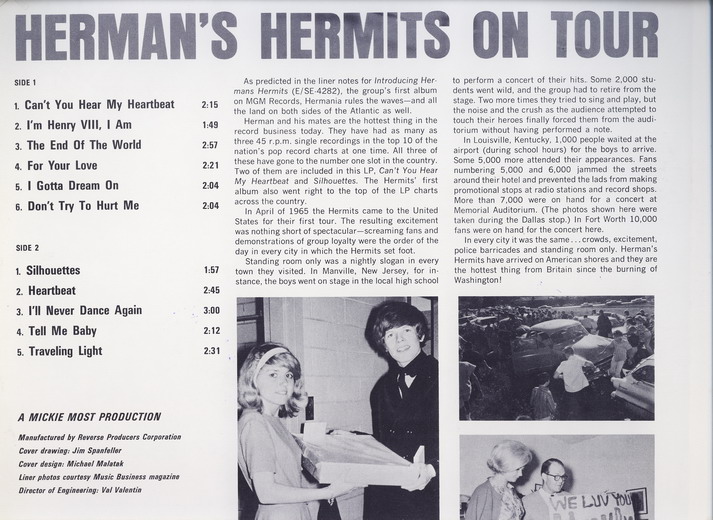 HERMAN'S HERMITS ON TOUR
SIDE 1
1. Can't You Hear My Heartbeat 2:15
2. I'm Henry VIII, I Am 1:49
3. The End Of The World 2:57
4. For Your Love 2:21
5. I Gotta Dream On 2:04
6. Don't Try To Hurt Me 2:04
SIDE 2
1. Silhouettes 1:57
2. Heartbeat 2:45
3. I'll Never Dance Again 3:00
4. Tell Me Baby 2:12
5. Traveling Light 2:31
A MICKIE MOST PRODUCTION
Manufactured by Reverse Producers Corporation
Cover drawing: Jim Spanfeller
Cover design: Michael Malatak
Liner photos courtesy Music Business magazine
Director of Engineering: Val Valentin
As predicted in the liner notes for Introducing Her-
mans Hermits (E/SE-4282), the group's first album
on MGM Records, Hermania rules the waves—and all
the land on both sides of the Atlantic as well.
Herman and his mates are the hottest thing in the
record business today. They have had as many as
three 45 r.p.m. single recordings in the top 10 of the
nation's pop record charts at one time. All three of
these have gone to the number one slot in the country.
Two of them are included in this LP, Can't You Hear
My Heartbeat and Silhouettes. The Hermits' first
album also went right to the top of the LP charts
across the country.
In April of 1965 the Hermits came to the United
States for their first tour. The resulting excitement
was nothing short of spectacular—screaming fans and
demonstrations of group loyalty were the order of the
day in every city in which the Hermits set foot.
Standing room only was a nightly slogan in every
town they visited. In Manville, New Jersey, for in-
stance, the boys went on stage in the local high school
to perform a concert of their hits. Some 2,000 stu-
dents went wild, and the group had to retire from the
stage. Two more times they tried to sing and play, but
the noise and the crush as the audience attempted to
touch their heroes finally forced them from the audi-
torium without having performed a note.
In Louisville, Kentucky, 1,000 people waited at the
airport (during school hours) for the boys to arrive.
Some 5,000 more attended their appearances. Fans
numbering 5,000 and 6,000 jammed the streets
around their hotel and prevented the lads from making
promotional stops at radio stations and record shops.
More than 7,000 were on hand for a concert at
Memorial Auditorium. (The photos shown here were
taken during the Dallas stop.) In Fort Worth 10,000
fans were on hand for the concert here.
In every city it was the same...crowds, excitement,
police barricades and standing room only. Herman's
Hermits have arrived on American shores and they are
the hottest thing from Britain since the burning of
Washington!
WE LUV YOU